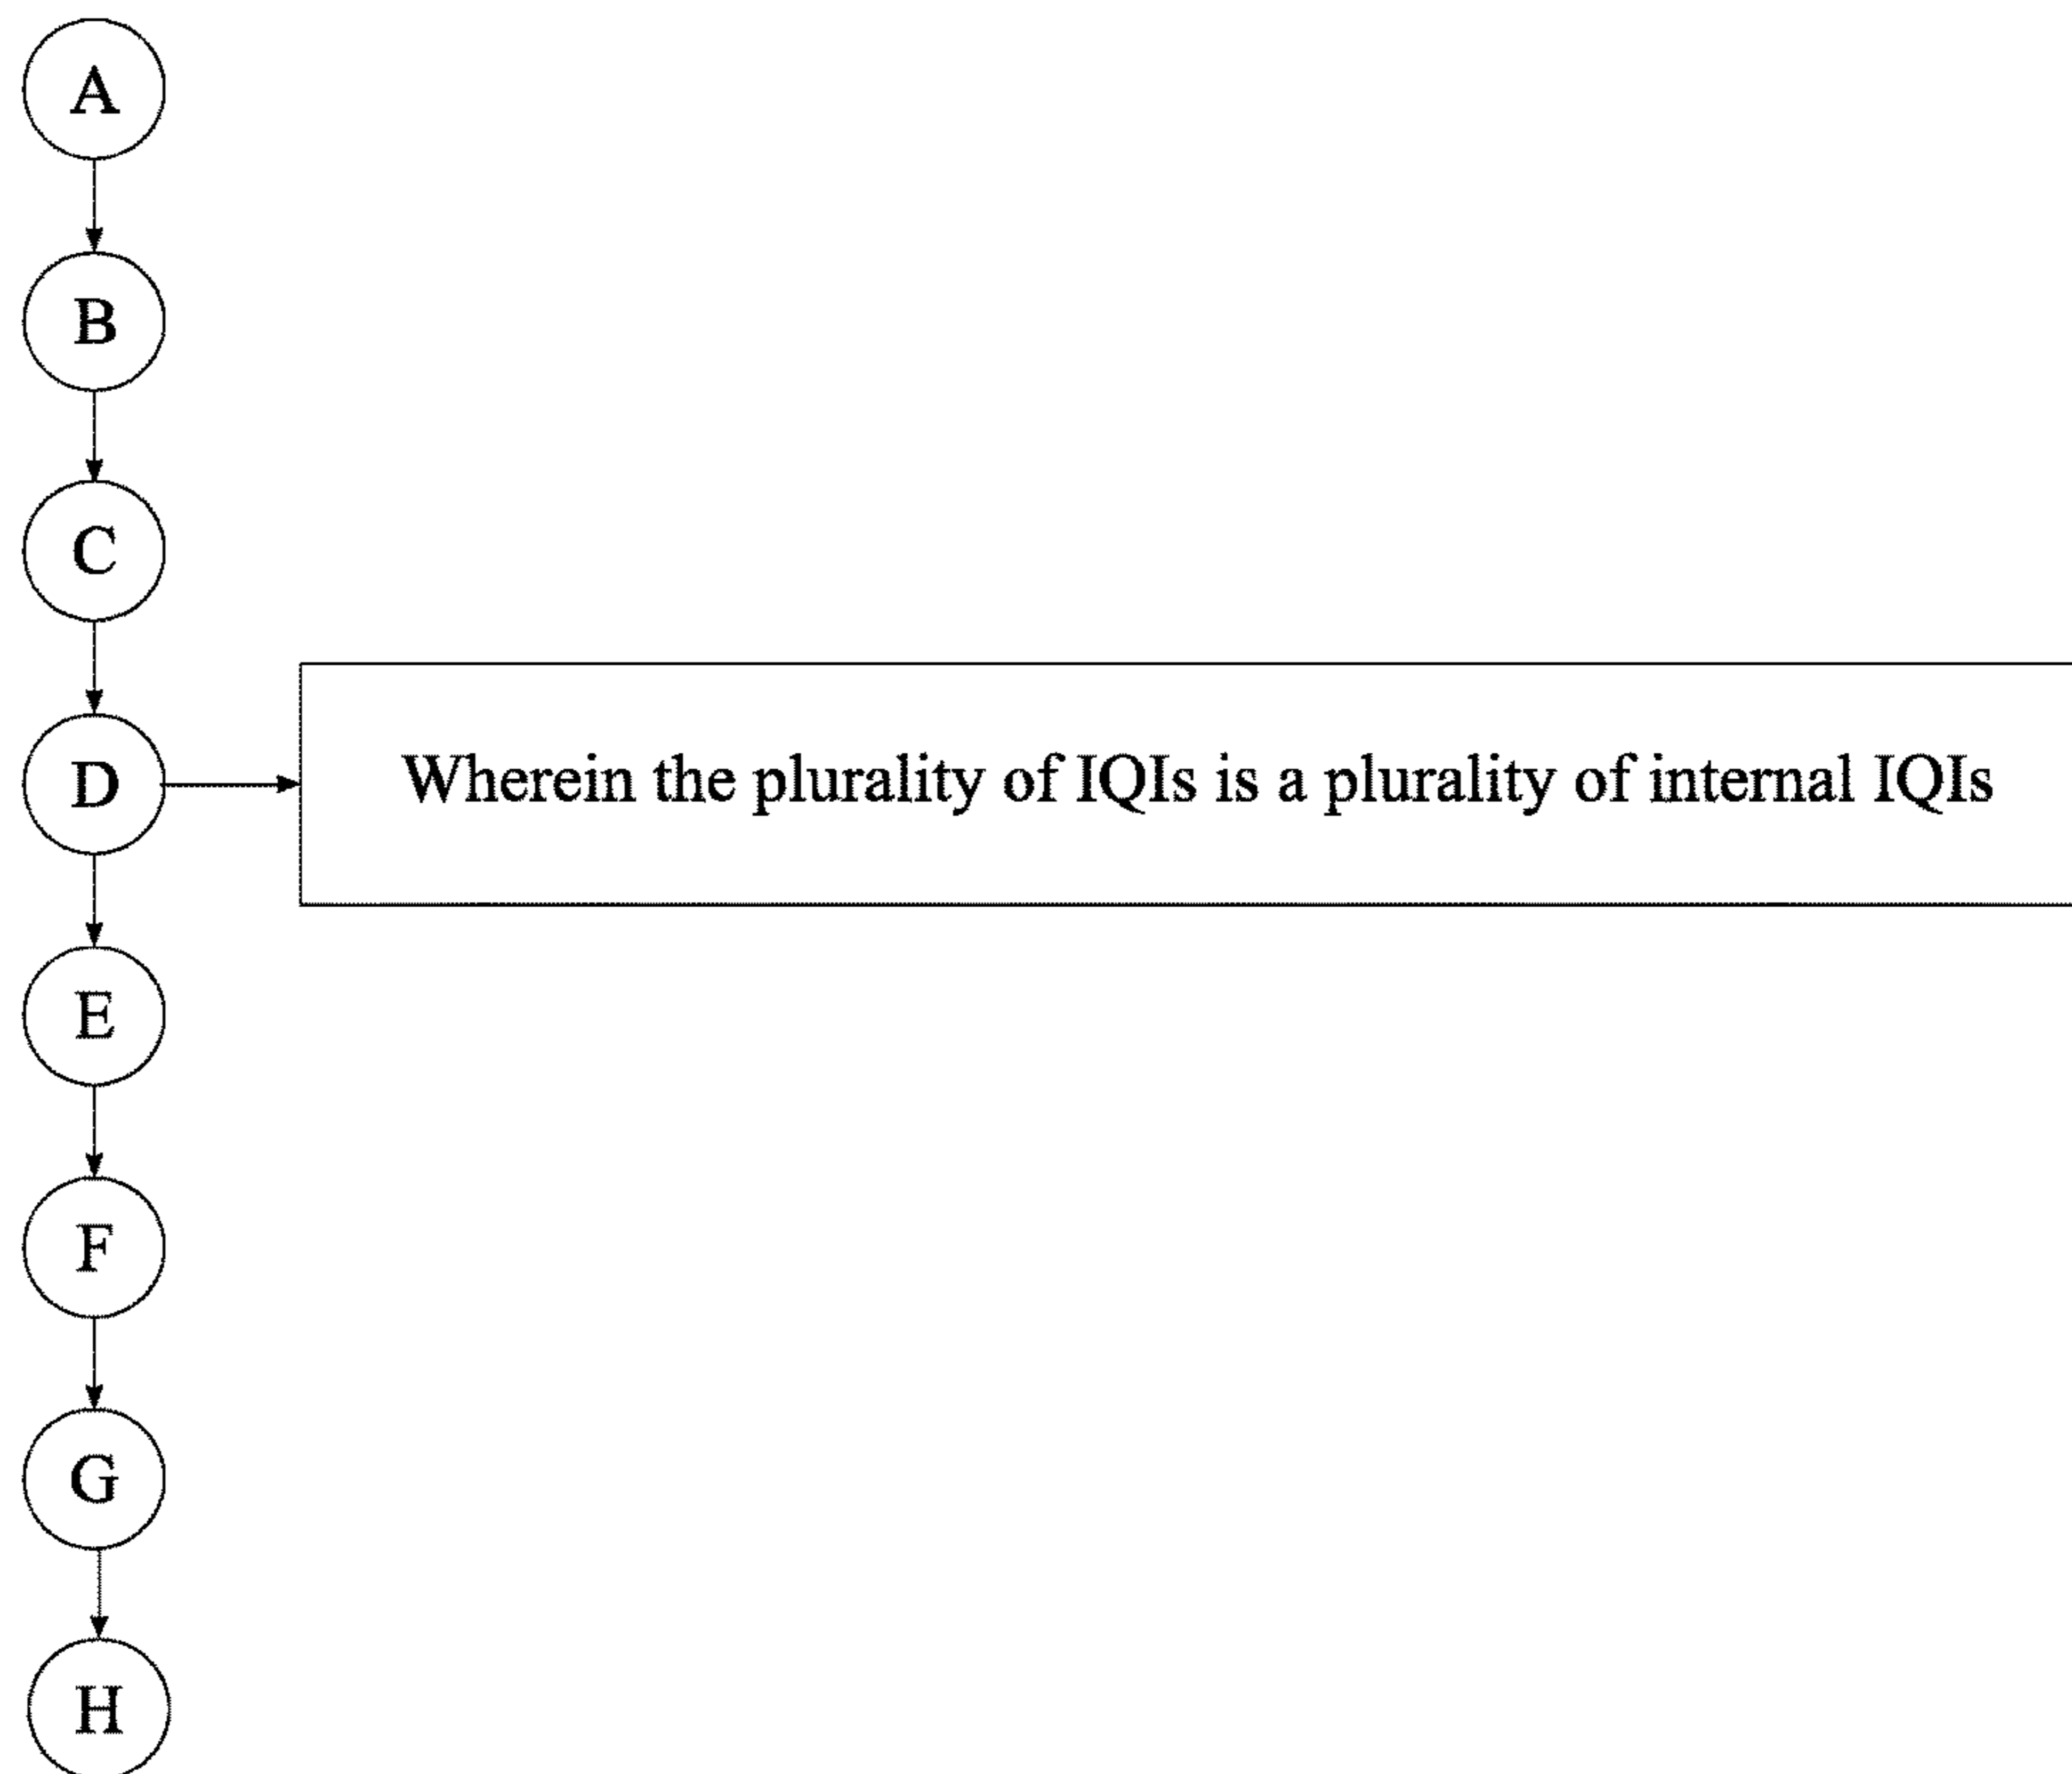 A
B
C
D
Wherein the plurality of IQIs is a plurality of internal IQIs
E
F
G
H